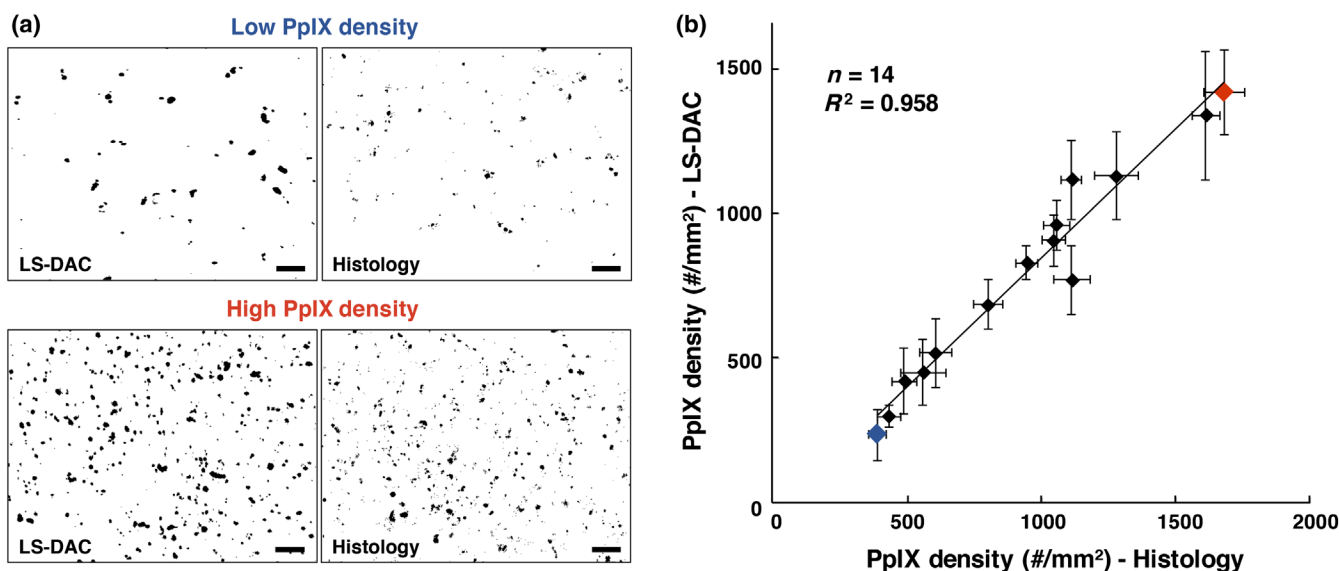 (a)
Low PpIX density
LS-DAC
Histology
High PpIX density
LS-DAC
Histology
(b)
n = 14
R² = 0.958
PpIX density (#/mm²) - LS-DAC
1500
1000
500
0
0
500
1000
1500
2000
PpIX density (#/mm²) - Histology